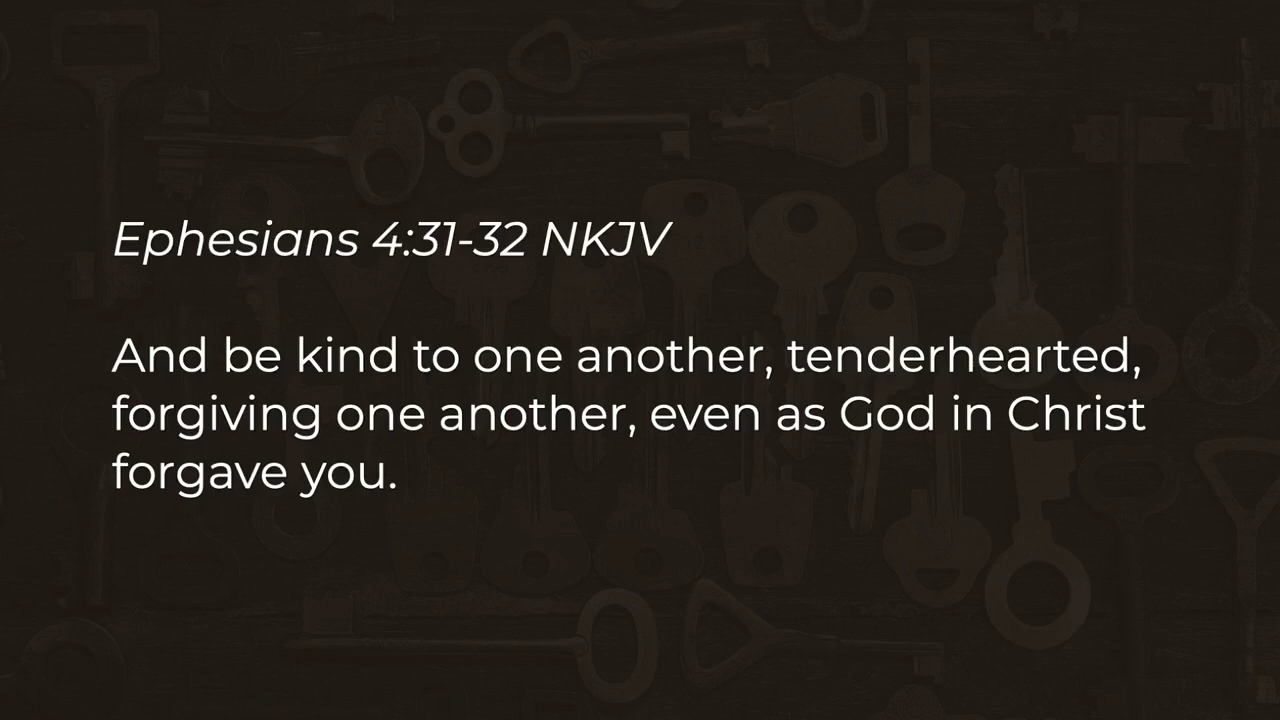 Ephesians 4:31-32 NKJV
And be kind to one another, tenderhearted,
forgiving one another, even as God in Christ
forgave you.